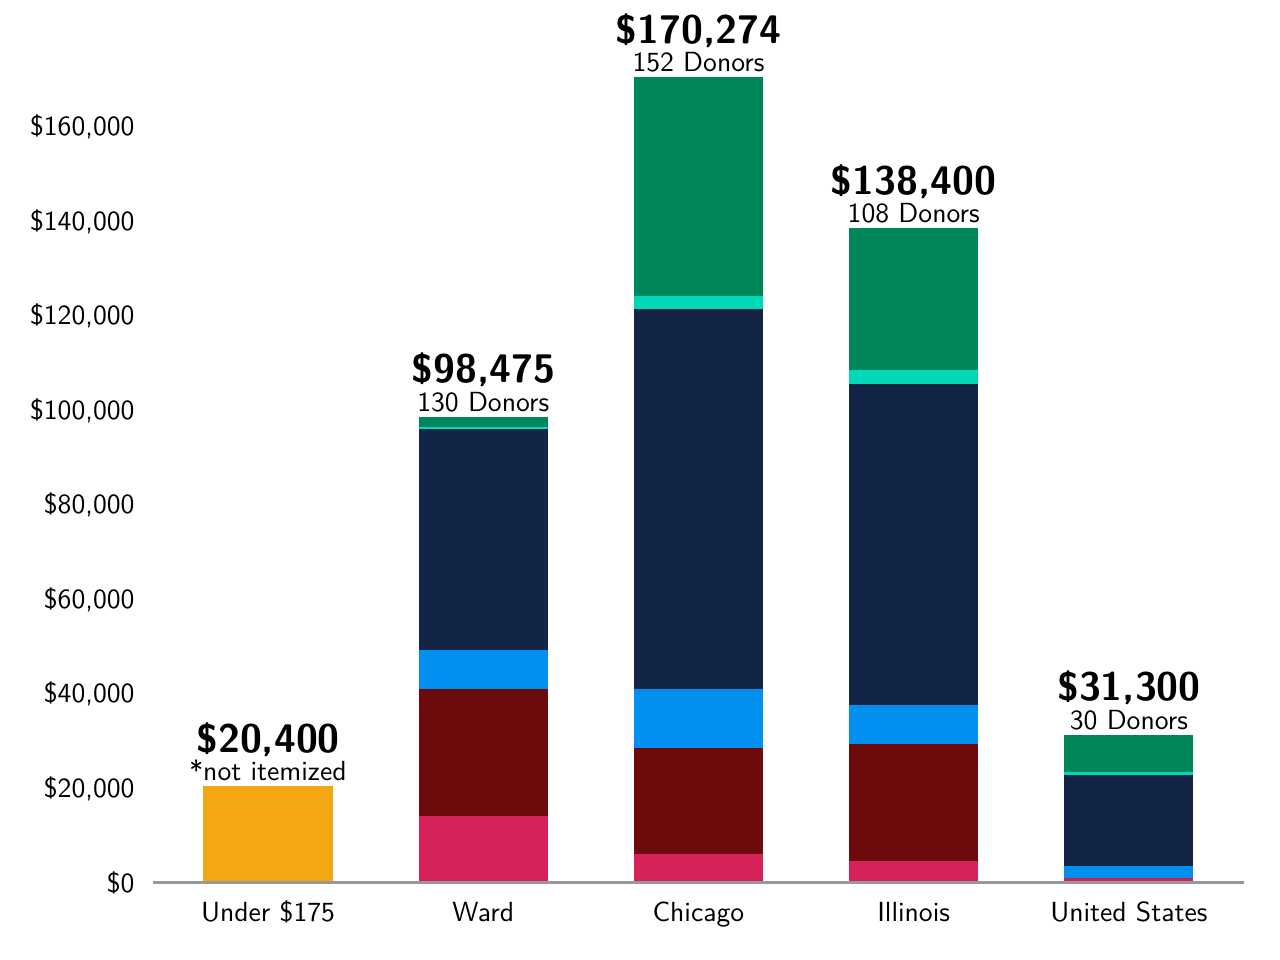 $170,274
152 Donors
$160,000
$138,400
108 Donors
$140,000
$120,000
$98,475
130 Donors
$100,000
$80,000
$60,000
$40,000
$31,300
30 Donors
$20,400
*not itemized
$20,000
$0
Under $175
Ward
Chicago
Illinois
United States